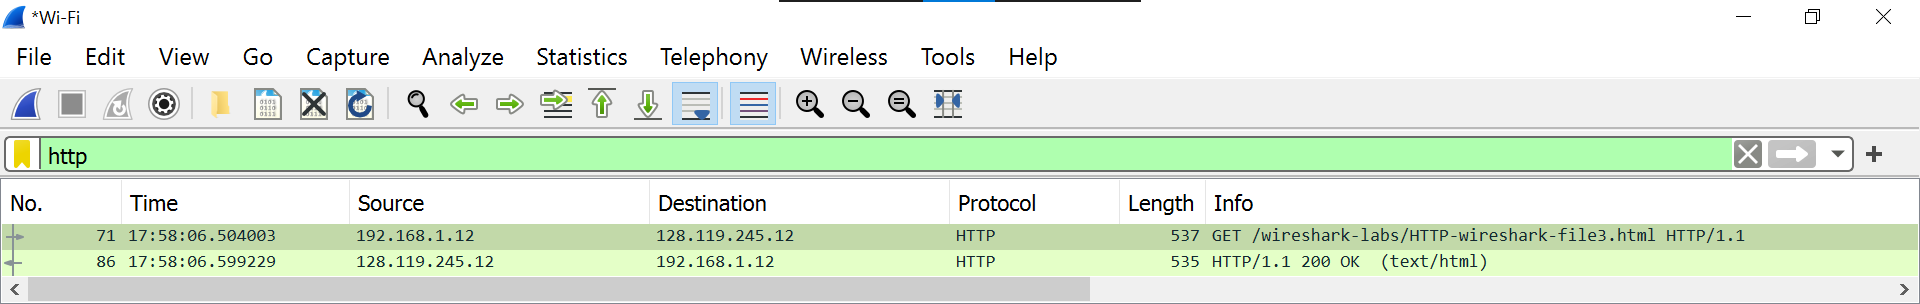 *Wi-Fi
File Edit View Go Capture Analyze Statistics Telephony Wireless Tools Help
http
No. Time Source Destination Protocol Length Info
71 17:58:06.504003 192.168.1.12 128.119.245.12 HTTP 537 GET /wireshark-labs/HTTP-wireshark-file3.html HTTP/1.1
86 17:58:06.599229 128.119.245.12 192.168.1.12 HTTP 535 HTTP/1.1 200 OK (text/html)